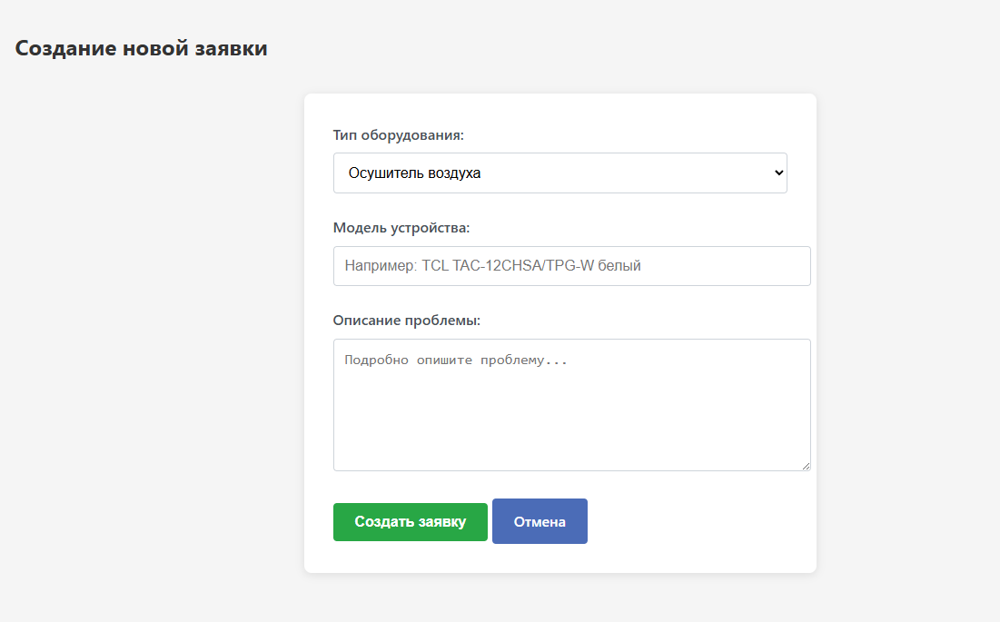 Создание новой заявки
Тип оборудования:
Осушитель воздуха
Модель устройства:
Например: TCL TAC-12CHSA/TPG-W белый
Описание проблемы:
Подробно опишите проблему...
Создать заявку Отмена